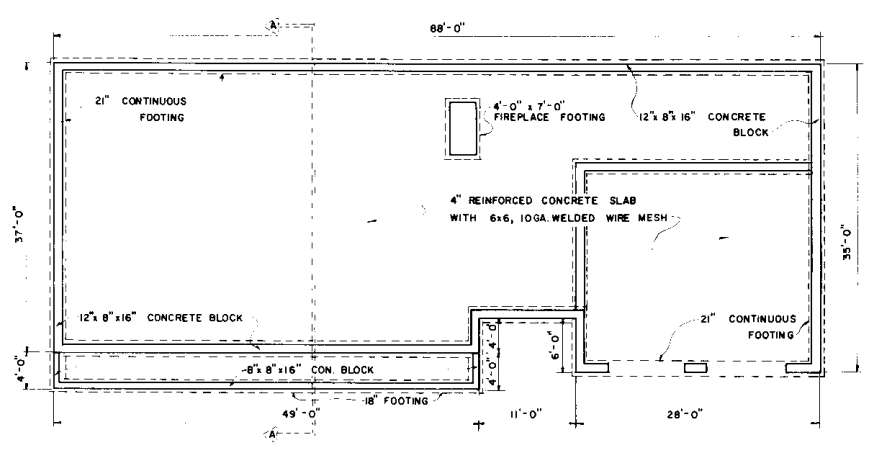 A
88'-0"
21" CONTINUOUS
FOOTING
4'-0" x 7'-0"
FIREPLACE FOOTING
12"x 8"x 16" CONCRETE
BLOCK
4" REINFORCED CONCRETE SLAB
WITH 6x6, 10GA. WELDED WIRE MESH
37'-0"
35'-0"
12"x 8"x16" CONCRETE BLOCK
21" CONTINUOUS
FOOTING
4'-0"
6'-0"
4'-0"
8"x 8"x16" CON. BLOCK
4'-0"
18" FOOTING
49'-0"
11'-0"
28'-0"
A